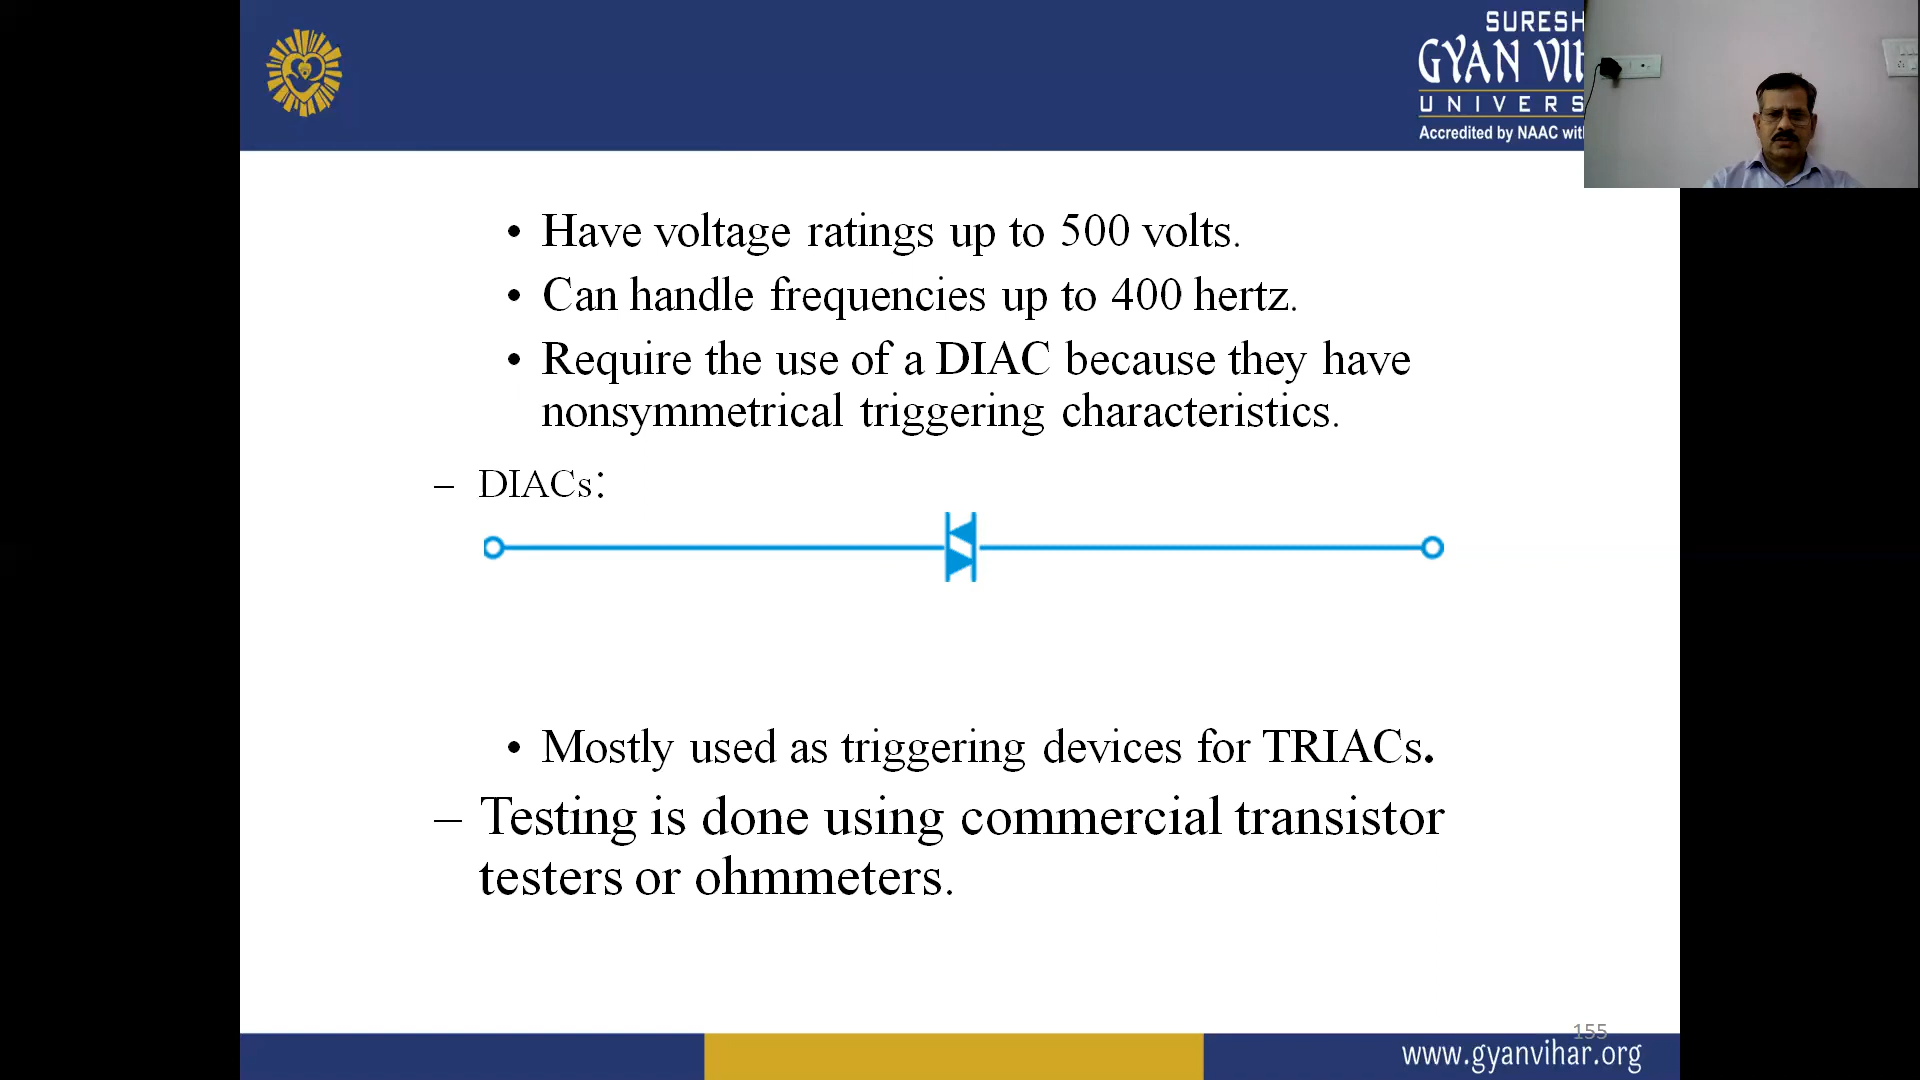 SURESH
GYAN VIH
UNIVERS
Accredited by NAAC wit
• Have voltage ratings up to 500 volts.
• Can handle frequencies up to 400 hertz.
• Require the use of a DIAC because they have
nonsymmetrical triggering characteristics.
– DIACs:
• Mostly used as triggering devices for TRIACs.
– Testing is done using commercial transistor
testers or ohmmeters.
155
www.gyanvihar.org